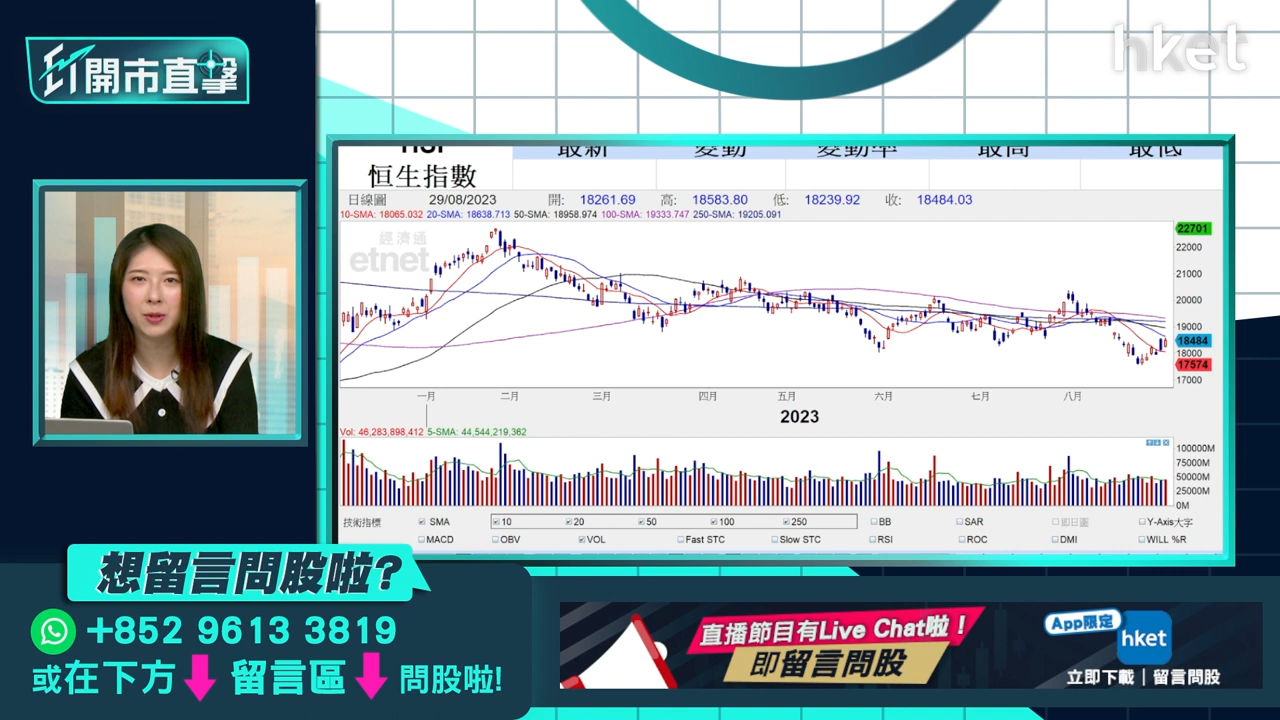 ET開市直擊
hket
HSI
最新 變動 變動率 最高 最低
恒生指數
日線圖 29/08/2023 開: 18261.69 高: 18583.80 低: 18239.92 收: 18484.03
10-SMA: 18065.032 20-SMA: 18638.713 50-SMA: 18958.974 100-SMA: 19333.747 250-SMA: 19205.091
經濟通
etnet
22701
22000
21000
20000
19000
18484
18000
17574
17000
一月 二月 三月 四月 五月 六月 七月 八月
2023
Vol: 46,283,898,412 5-SMA: 44,544,219,362
100000M
75000M
50000M
25000M
0M
技術指標 SMA 10 20 50 100 250 BB SAR 即日圖 Y-Axis大字
MACD OBV VOL Fast STC Slow STC RSI ROC DMI WILL %R
想留言問股啦?
+852 9613 3819
或在下方 留言區 問股啦!
直播節目有Live Chat啦!
即留言問股
App限定
hket
立即下載|留言問股